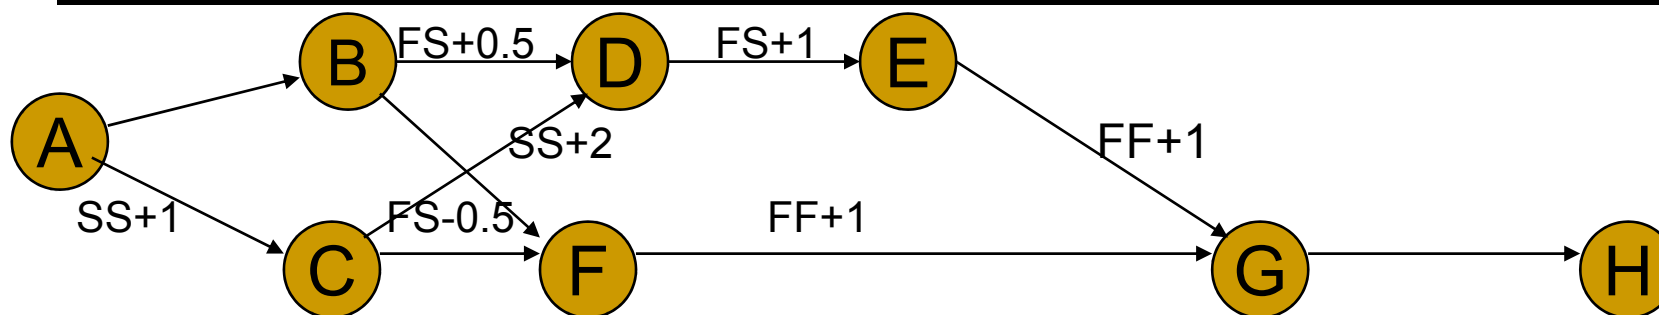 B FS+0.5 D FS+1 E
A SS+2 FF+1
SS+1 FS-0.5 FF+1
C F G H